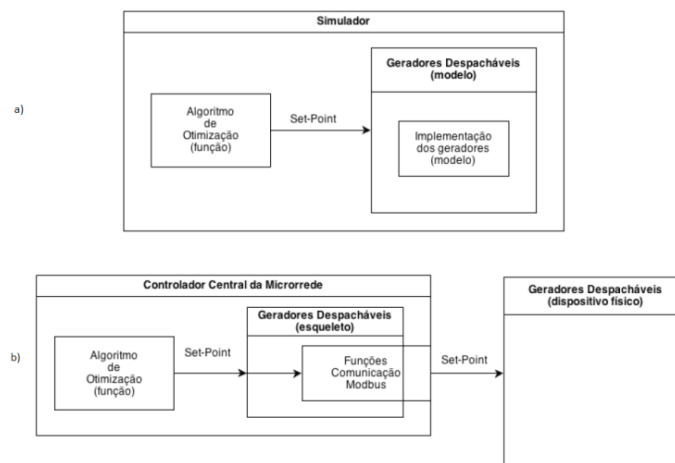 Simulador
Geradores Despacháveis
(modelo)
a)
Algoritmo
de
Otimização
(função)
Set-Point
Implementação
dos geradores
(modelo)
Controlador Central da Microrrede
Geradores Despacháveis
(dispositivo físico)
Geradores Despacháveis
(esqueleto)
b)
Algoritmo
de
Otimização
(função)
Set-Point
Funções
Comunicação
Modbus
Set-Point